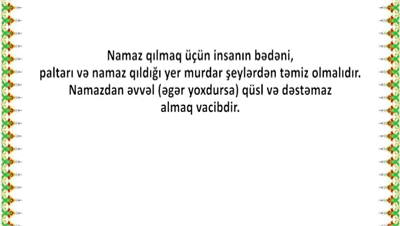 Namaz qılmaq üçün insanın bədəni,
paltarı və namaz qıldığı yer murdar şeylərdən təmiz olmalıdır.
Namazdan əvvəl (əgər yoxdursa) qüsl və dəstəmaz
almaq vacibdir.